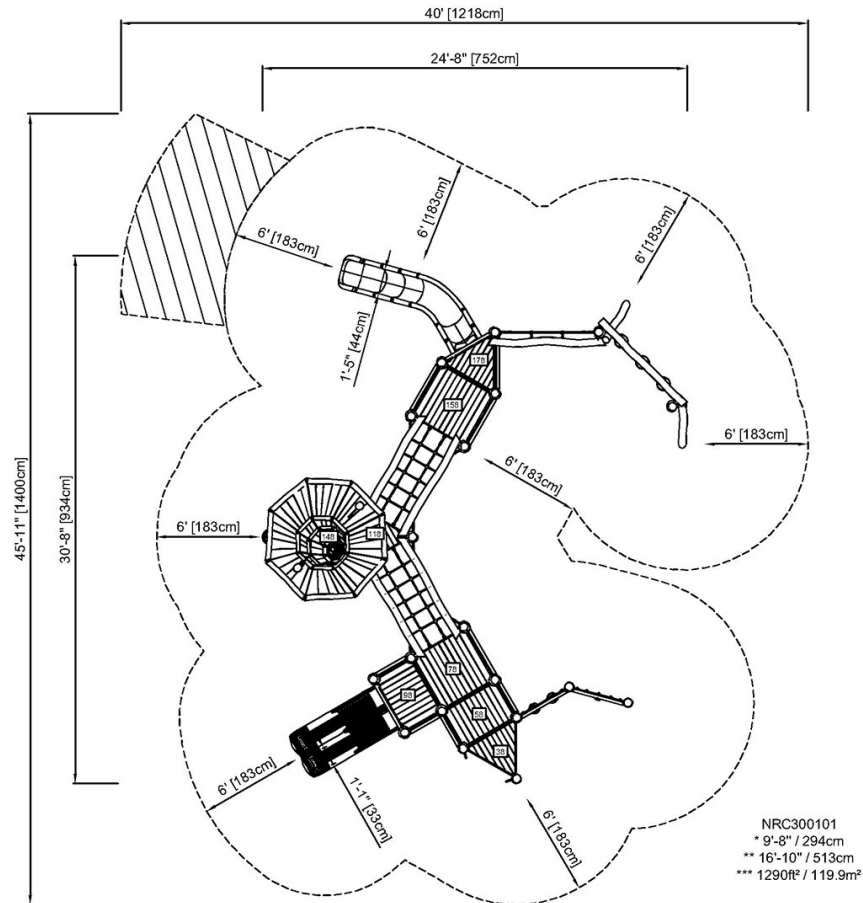 40' [1218cm]
24'-8" [752cm]
6' [183cm]
6' [183cm]
6' [183cm]
1'-5" [44cm]
178
158
6' [183cm]
6' [183cm]
45'-11" [1400cm]
30'-8" [934cm]
6' [183cm]
148
118
78
98
58
38
6' [183cm]
1'-1" [33cm]
6' [183cm]
NRC300101
* 9'-8" / 294cm
** 16'-10" / 513cm
*** 1290ft² / 119.9m²